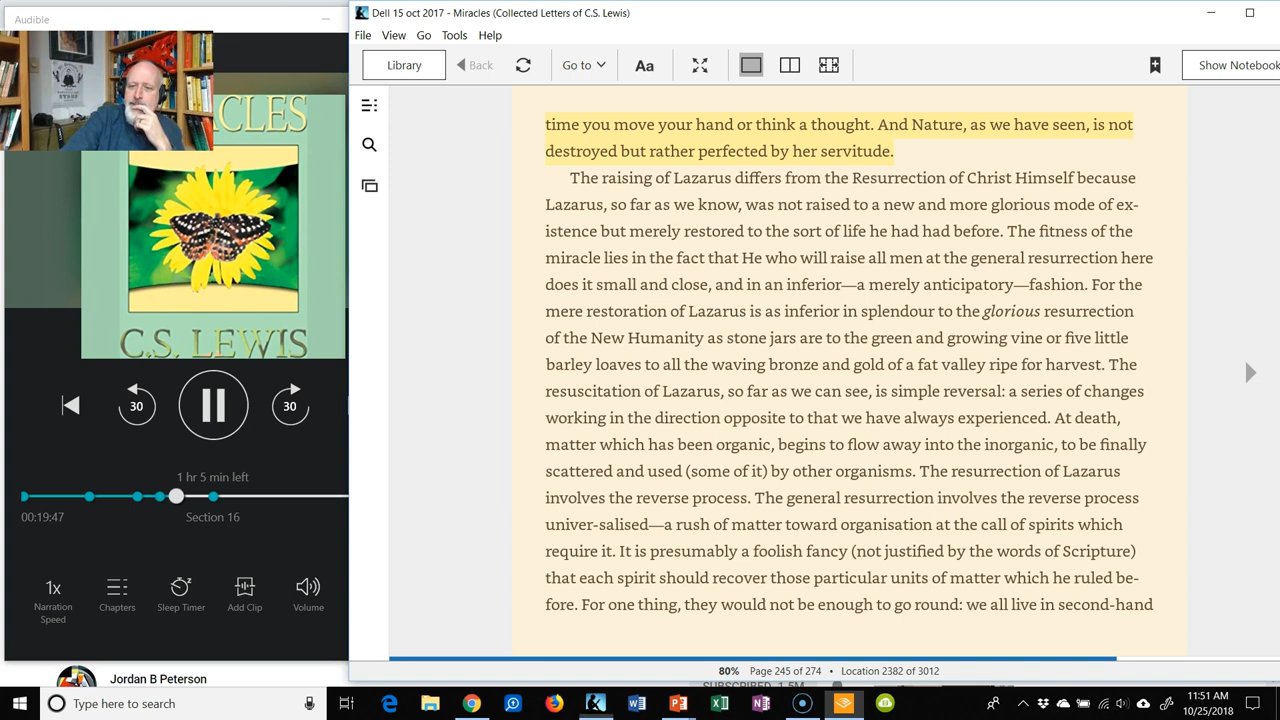 Audible
Dell 15 oct 2017 - Miracles (Collected Letters of C.S. Lewis)
File View Go Tools Help
Library
Back
Go to
Aa
Show Notebook
ACLES
C.S. LEWIS
30
30
1 hr 5 min left
00:19:47
Section 16
1x
Narration Speed
Chapters
Sleep Timer
Add Clip
Volume
Jordan B Peterson
time you move your hand or think a thought. And Nature, as we have seen, is not
destroyed but rather perfected by her servitude.
The raising of Lazarus differs from the Resurrection of Christ Himself because
Lazarus, so far as we know, was not raised to a new and more glorious mode of ex-
istence but merely restored to the sort of life he had had before. The fitness of the
miracle lies in the fact that He who will raise all men at the general resurrection here
does it small and close, and in an inferior—a merely anticipatory—fashion. For the
mere restoration of Lazarus is as inferior in splendour to the glorious resurrection
of the New Humanity as stone jars are to the green and growing vine or five little
barley loaves to all the waving bronze and gold of a fat valley ripe for harvest. The
resuscitation of Lazarus, so far as we can see, is simple reversal: a series of changes
working in the direction opposite to that we have always experienced. At death,
matter which has been organic, begins to flow away into the inorganic, to be finally
scattered and used (some of it) by other organisms. The resurrection of Lazarus
involves the reverse process. The general resurrection involves the reverse process
univer-salised—a rush of matter toward organisation at the call of spirits which
require it. It is presumably a foolish fancy (not justified by the words of Scripture)
that each spirit should recover those particular units of matter which he ruled be-
fore. For one thing, they would not be enough to go round: we all live in second-hand
80% Page 245 of 274 • Location 2382 of 3012
SUBSCRIBED 1.5M
Type here to search
11:51 AM
10/25/2018